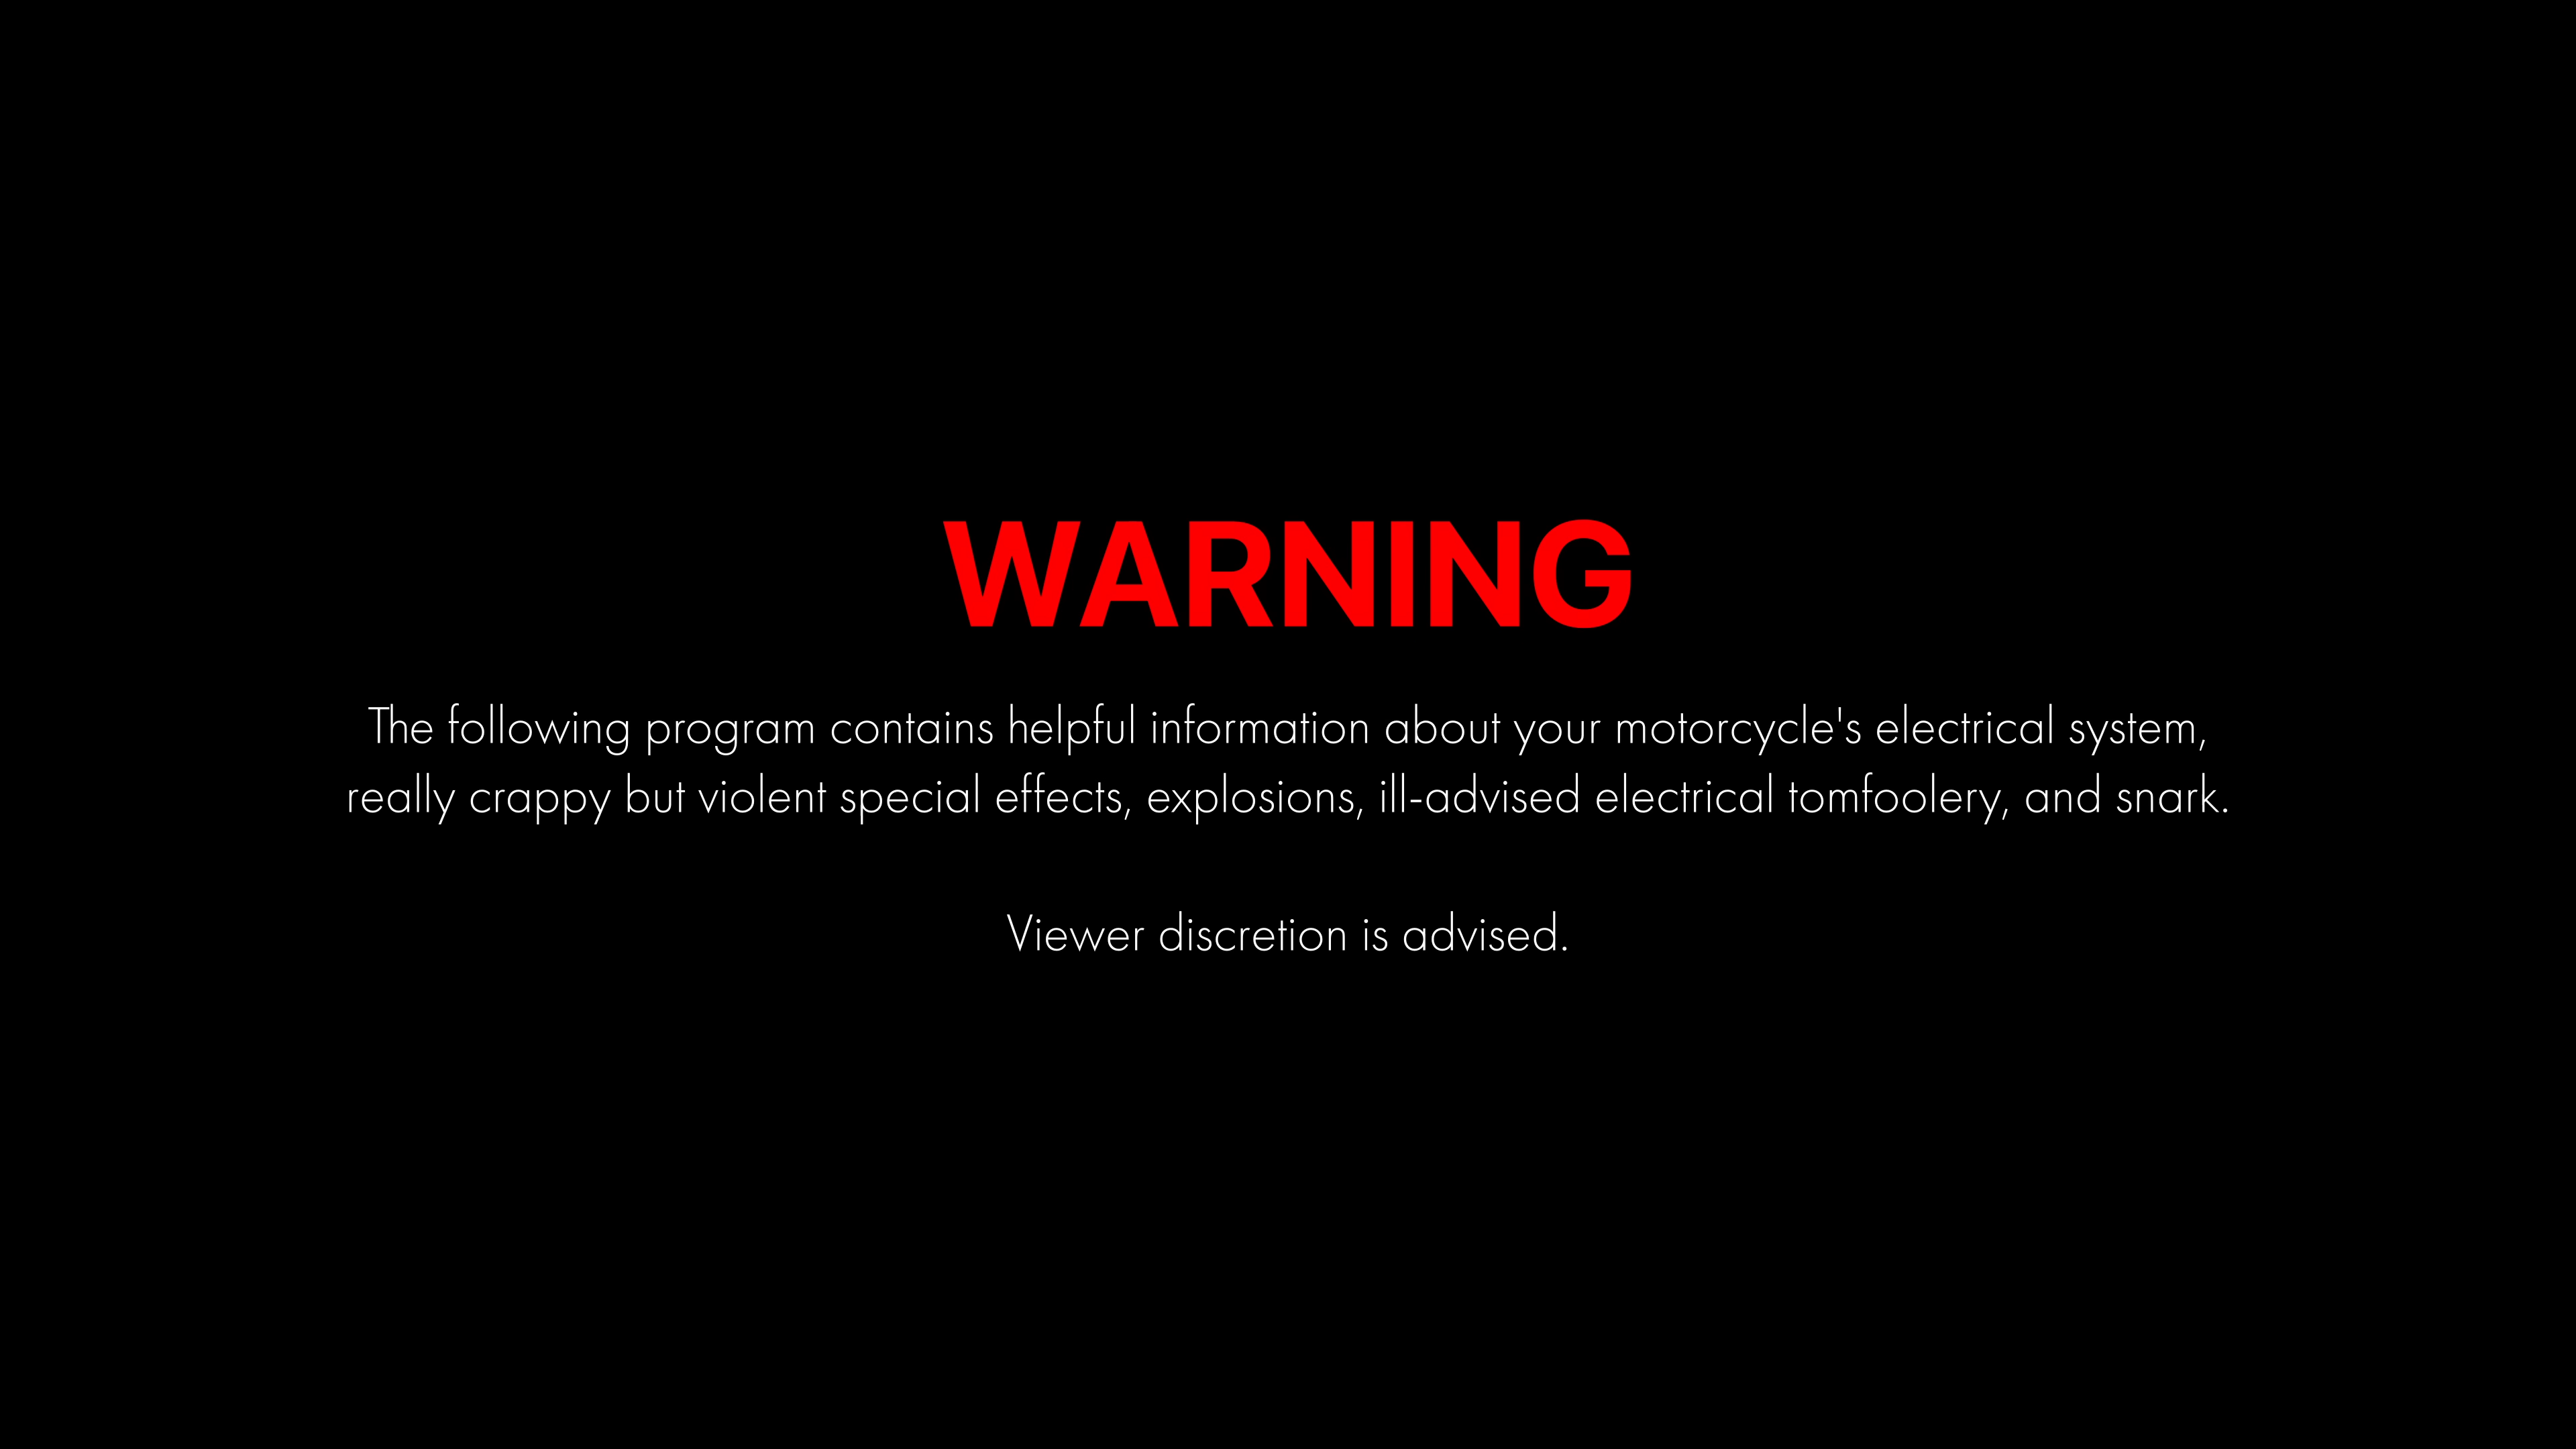 WARNING
The following program contains helpful information about your motorcycle's electrical system,
really crappy but violent special effects, explosions, ill-advised electrical tomfoolery, and snark.
Viewer discretion is advised.